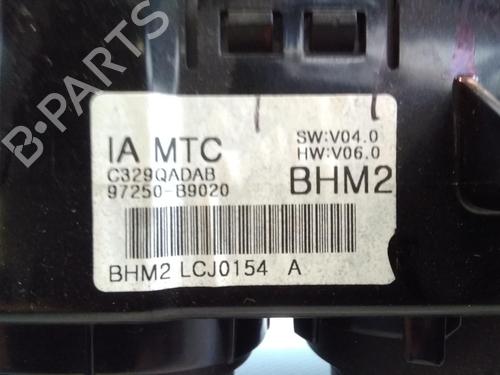 IA MTC
SW:V04.0
HW:V06.0
C329QADAB
97250-B9020
BHM2
BHM2 LCJ0154 A
B-PARTS